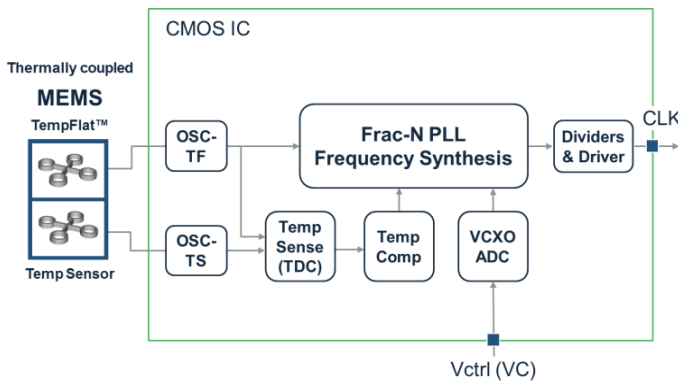 CMOS IC
Thermally coupled
MEMS
TempFlat™
OSC-
TF
Frac-N PLL
Frequency Synthesis
Dividers
& Driver
CLK
OSC-
TS
Temp
Sense
(TDC)
Temp
Comp
VCXO
ADC
Temp Sensor
Vctrl (VC)